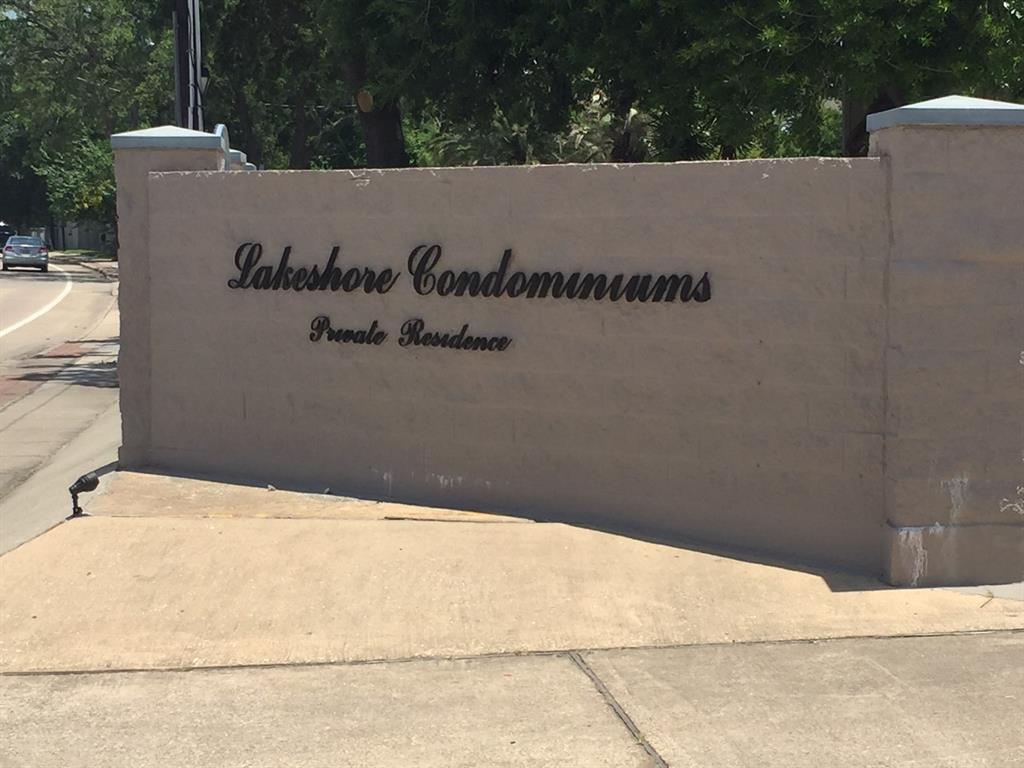 Lakeshore Condominiums
Private Residence